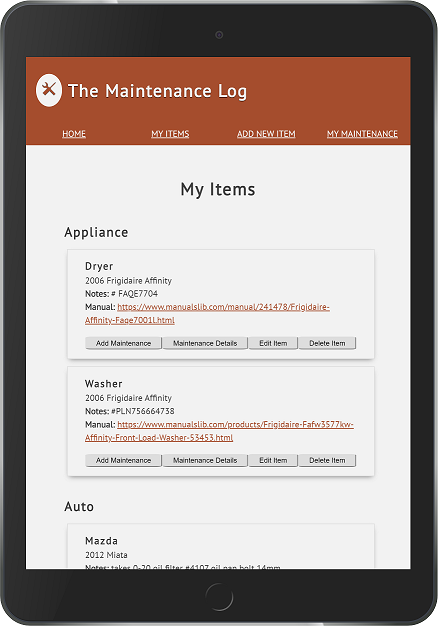 The Maintenance Log
HOME MY ITEMS ADD NEW ITEM MY MAINTENANCE
My Items
Appliance
Dryer
2006 Frigidaire Affinity
Notes: # FAQE7704
Manual: https://www.manualslib.com/manual/241478/Frigidaire-
Affinity-Faqe7001l.html
Add Maintenance Maintenance Details Edit Item Delete Item
Washer
2006 Frigidaire Affinity
Notes: #PLN756664738
Manual: https://www.manualslib.com/products/Frigidaire-Fafw3577kw-
Affinity-Front-Load-Washer-53453.html
Add Maintenance Maintenance Details Edit Item Delete Item
Auto
Mazda
2012 Miata
Notes: takes 0-20 oil filter #4107 oil pan bolt 14mm